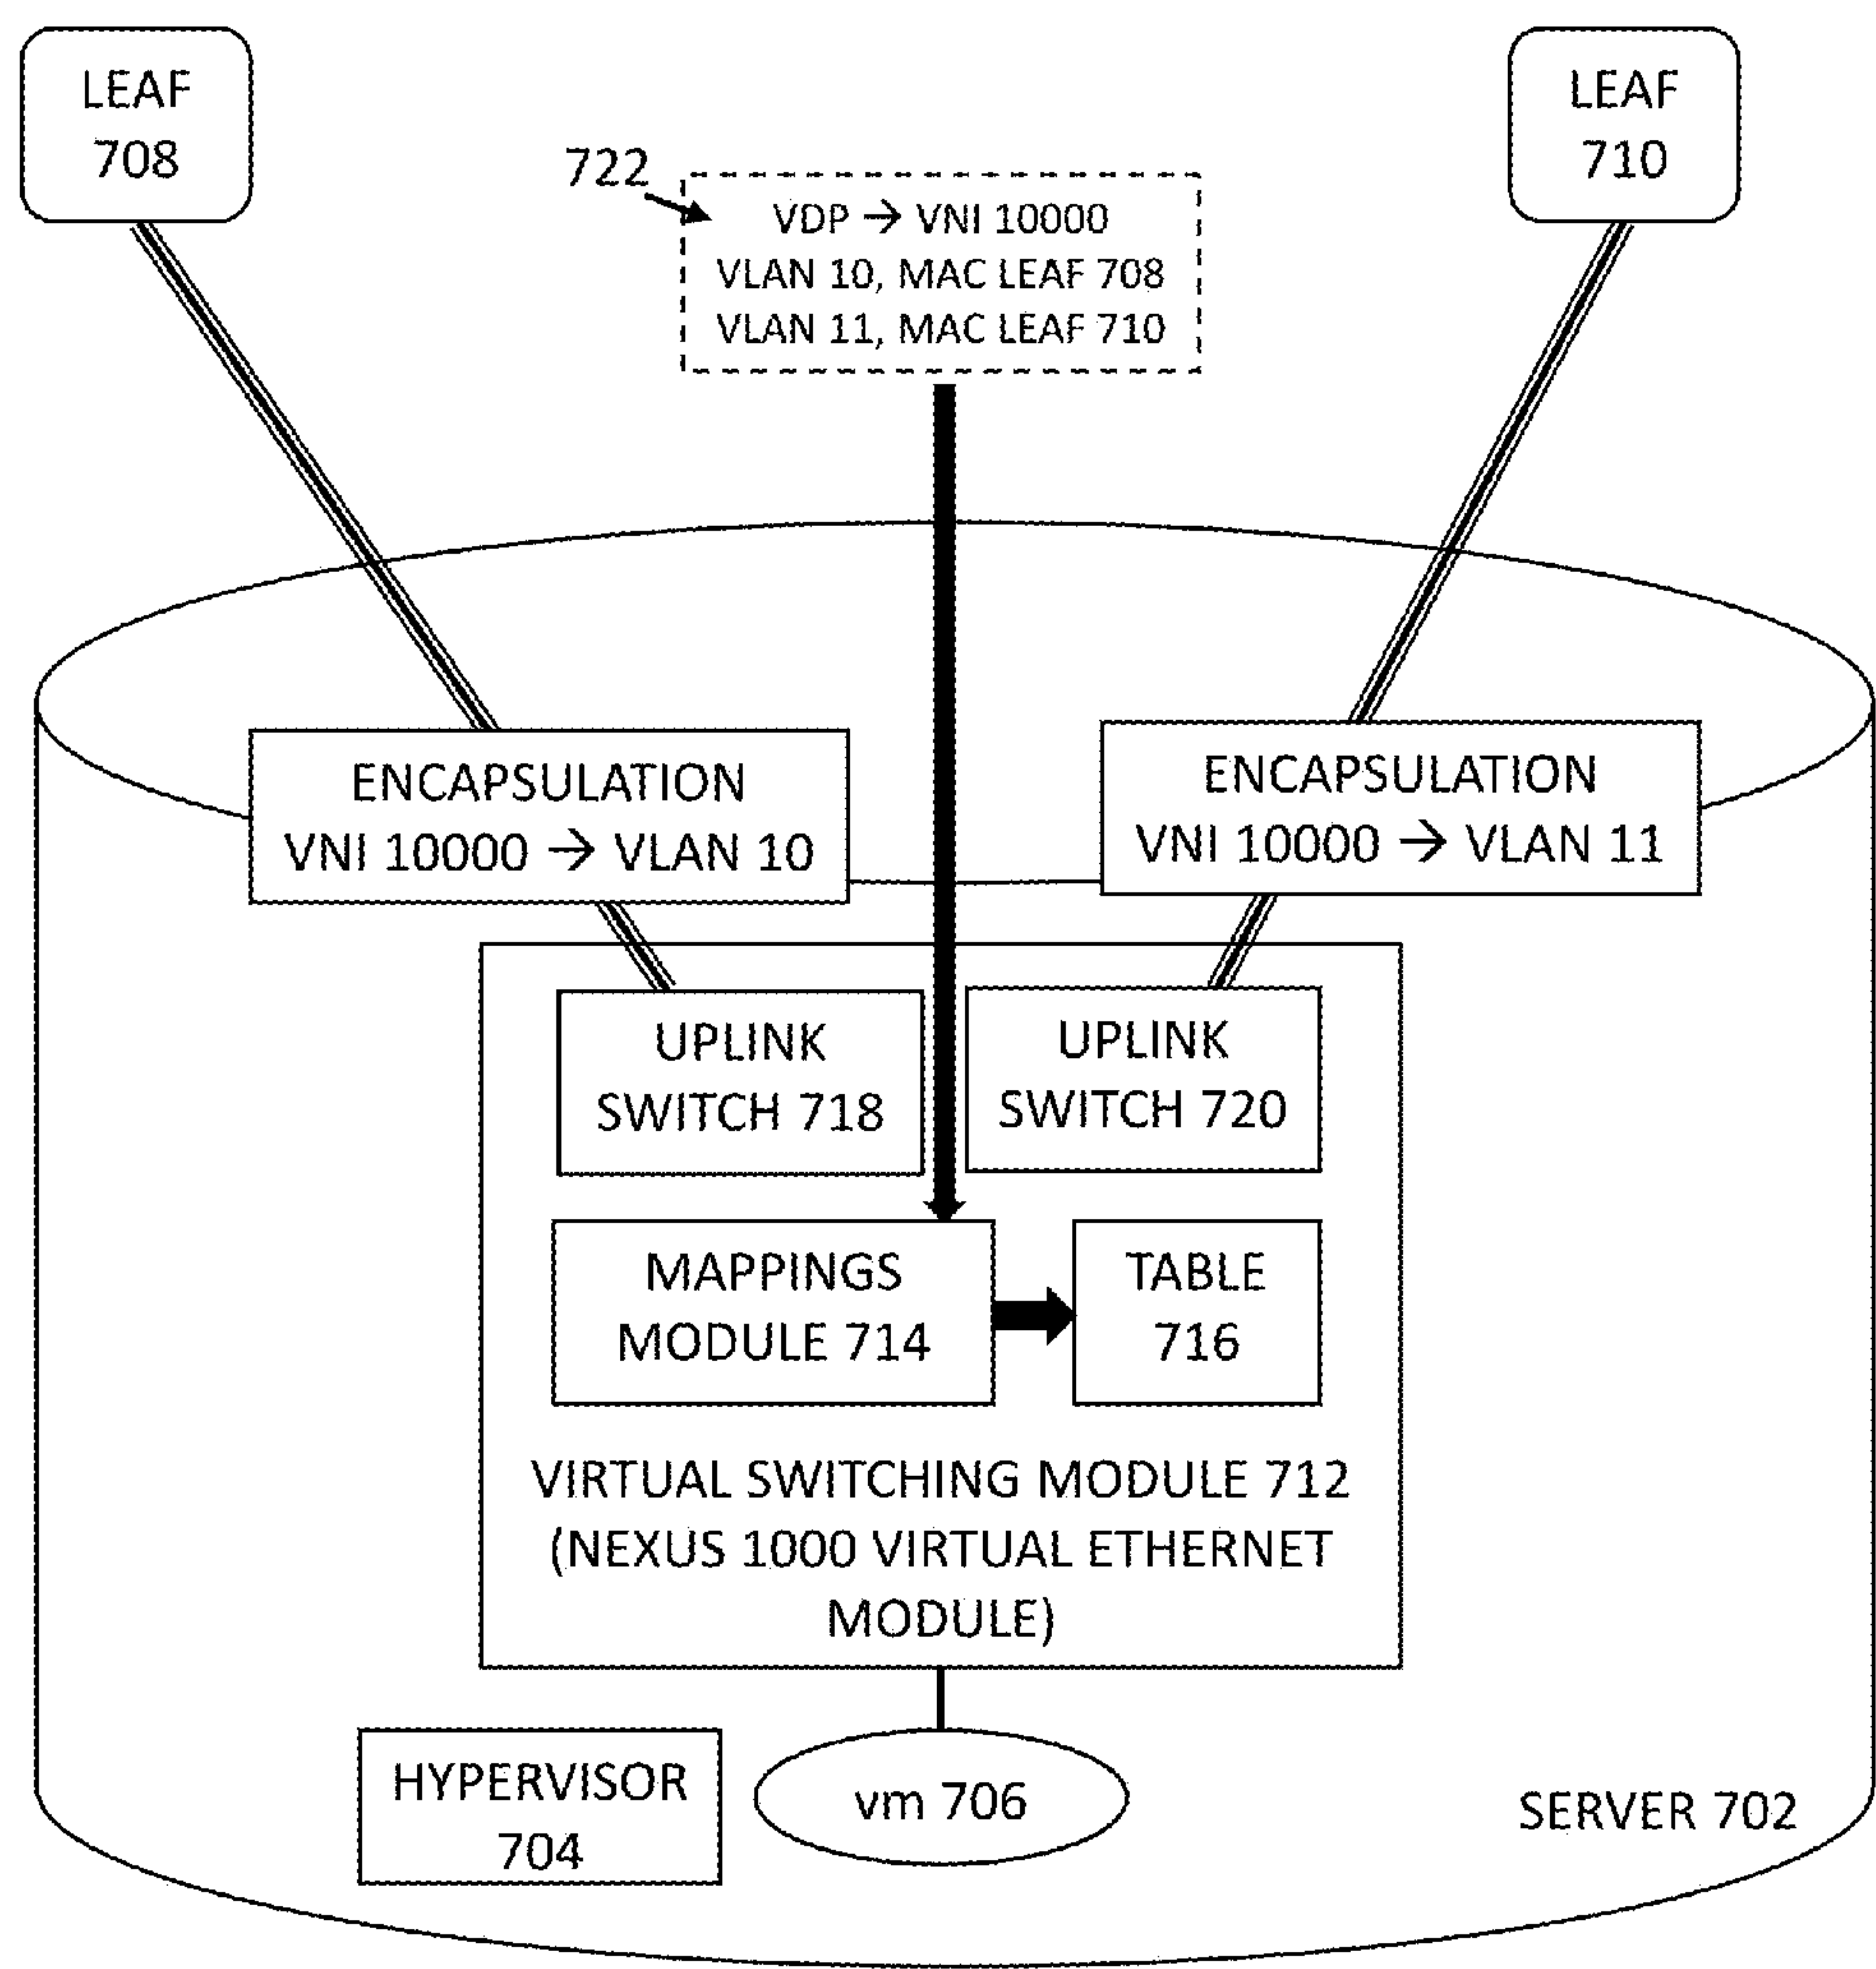 LEAF
708
LEAF
710
722
VDP → VNI 10000
VLAN 10, MAC LEAF 708
VLAN 11, MAC LEAF 710
ENCAPSULATION
VNI 10000 → VLAN 10
ENCAPSULATION
VNI 10000 → VLAN 11
UPLINK
SWITCH 718
UPLINK
SWITCH 720
MAPPINGS
MODULE 714
TABLE
716
VIRTUAL SWITCHING MODULE 712
(NEXUS 1000 VIRTUAL ETHERNET
MODULE)
HYPERVISOR
704
vm 706
SERVER 702